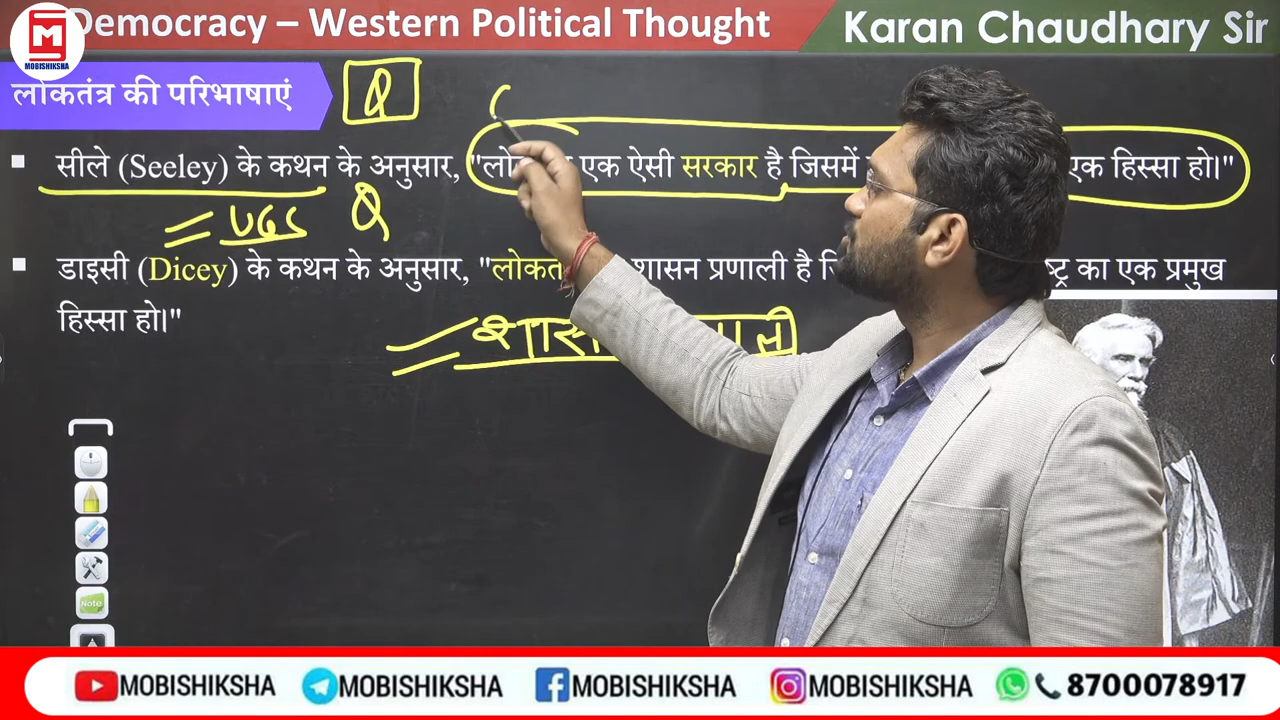 Democracy – Western Political Thought
Karan Chaudhary Sir
M
MOBISHIKSHA
लोकतंत्र की परिभाषाएं
Q
सीले (Seeley) के कथन के अनुसार, "एक ऐसी सरकार है जिसमें एक हिस्सा हो।"
UGC Q
डाइसी (Dicey) के कथन के अनुसार, "शासन प्रणाली है का एक प्रमुख
हिस्सा हो।"
Note
MOBISHIKSHA MOBISHIKSHA MOBISHIKSHA MOBISHIKSHA 8700078917